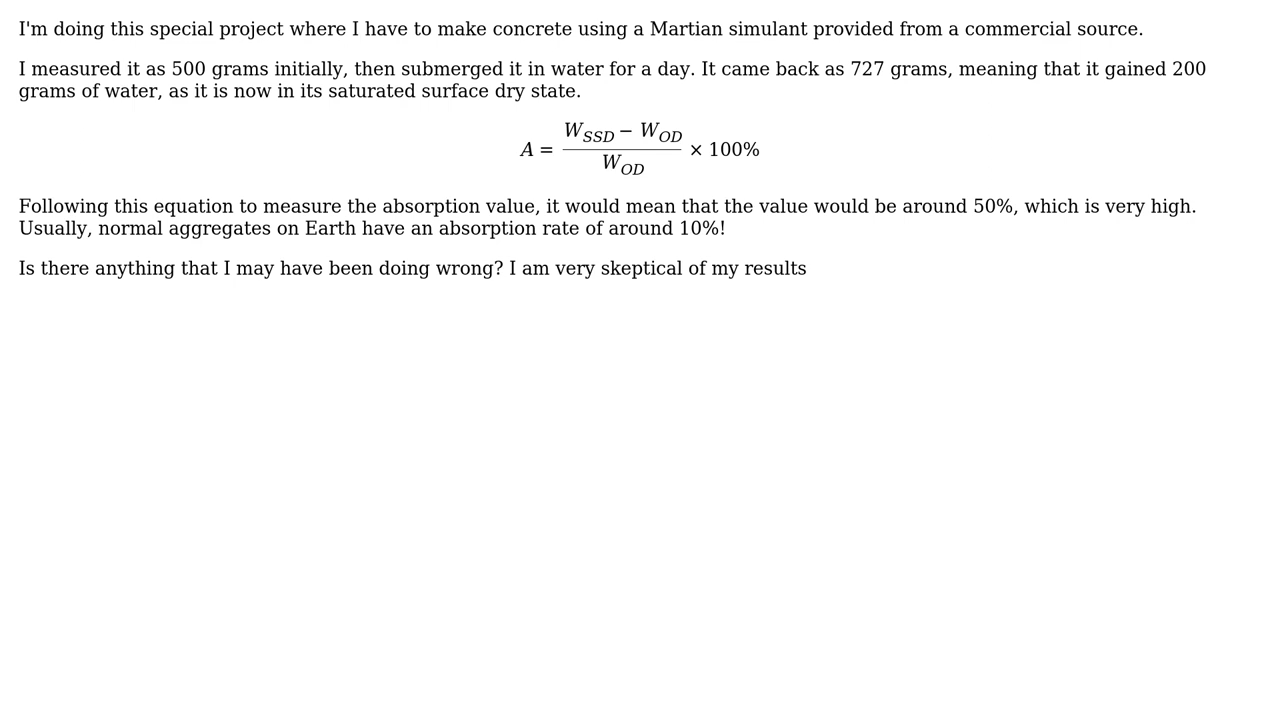 I'm doing this special project where I have to make concrete using a Martian simulant provided from a commercial source.
I measured it as 500 grams initially, then submerged it in water for a day. It came back as 727 grams, meaning that it gained 200
grams of water, as it is now in its saturated surface dry state.
A = (W_SSD − W_OD) / W_OD × 100%
Following this equation to measure the absorption value, it would mean that the value would be around 50%, which is very high.
Usually, normal aggregates on Earth have an absorption rate of around 10%!
Is there anything that I may have been doing wrong? I am very skeptical of my results